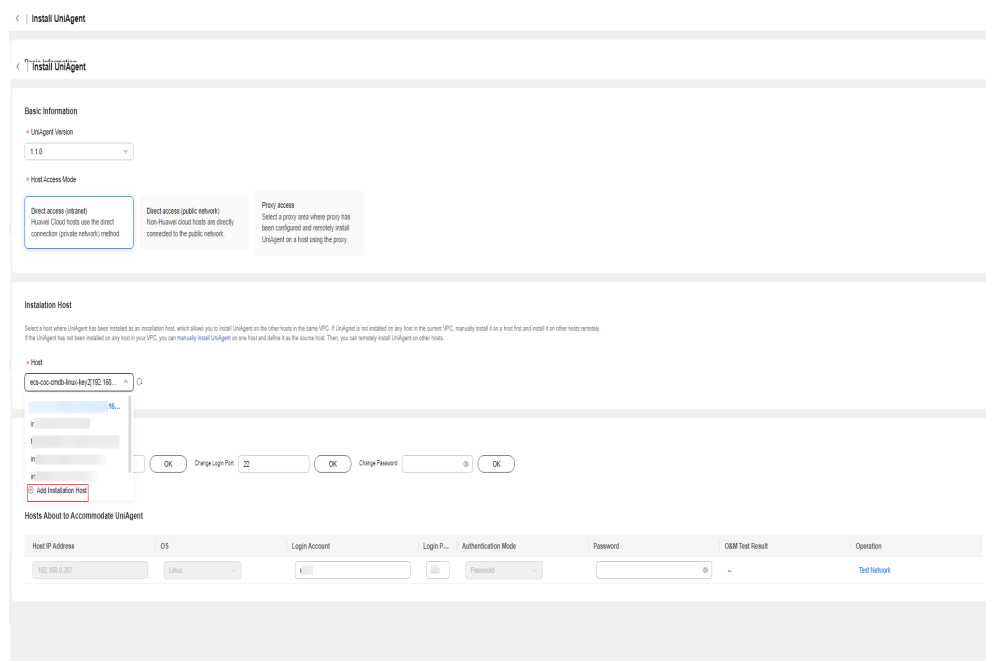 Install UniAgent
Basic Information
Install UniAgent
Basic Information
* UniAgent Version
1.1.0
* Host Access Mode
Direct access (intranet)
Huawei Cloud hosts use the direct
connection (private network) method.
Direct access (public network)
Non-Huawei cloud hosts are directly
connected to the public network.
Proxy access
Select a proxy area where proxy has
been configured and remotely install
UniAgent on a host using the proxy.
Instalation Host
Select a host where UniAgent has been installed as an installation host, which allows you to install UniAgent on the other hosts in the same VPC. If UniAgnet is not installed on any host in the current VPC, manually install it on a host first and install it on other hosts remotely.
If the UniAgent has not been installed on any host in your VPC, you can manually install UniAgent on one host and define it as the source host. Then, you can remotely install UniAgent on other hosts.
* Host
ecs-coc-cmdb-linux-key2[192.168...
.16...
in
in
Add Installation Host
OK
Change Login Port
22
OK
Change Password
OK
Hosts About to Accommodate UniAgent
Host IP Address
OS
Login Account
Login P...
Authentication Mode
Password
O&M Test Result
Operation
192.168.8.287
Linux
Password
--
Test Network